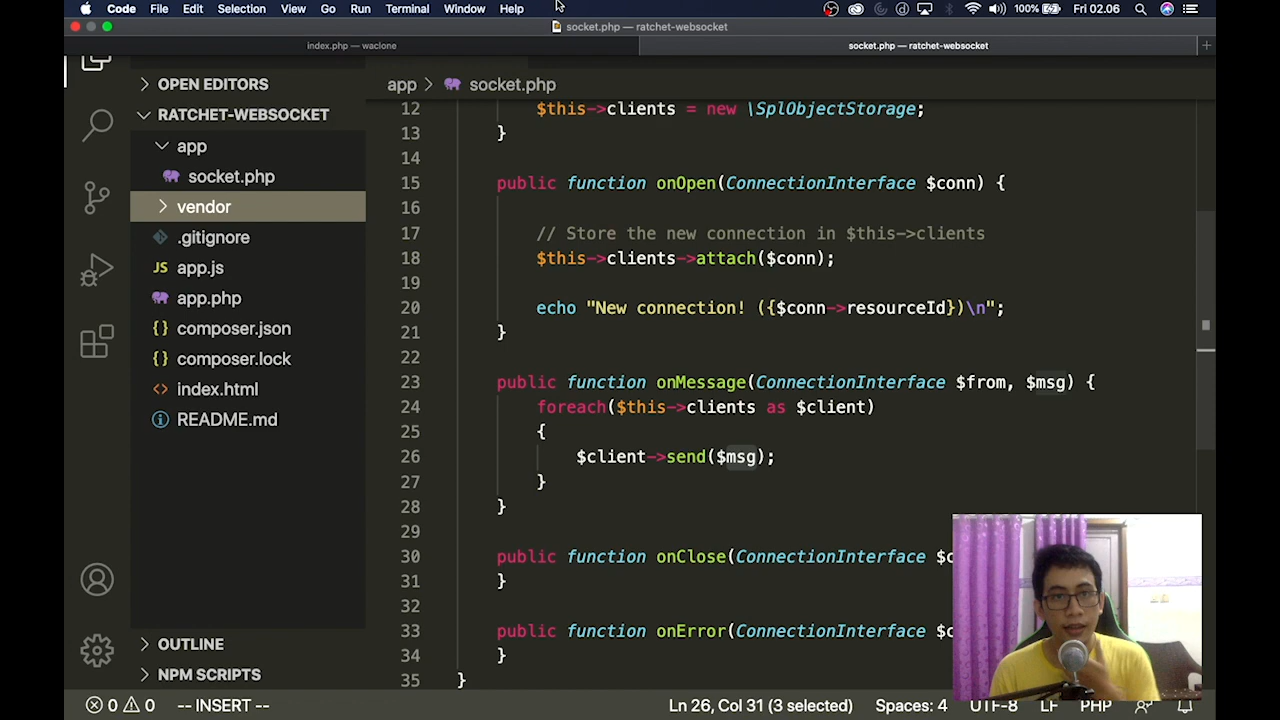 Code File Edit Selection View Go Run Terminal Window Help 100% Fri 02.06
socket.php — ratchet-websocket
index.php — waclone
socket.php — ratchet-websocket
OPEN EDITORS
RATCHET-WEBSOCKET
app
socket.php
vendor
.gitignore
JS app.js
app.php
{} composer.json
{} composer.lock
<> index.html
README.md
OUTLINE
NPM SCRIPTS
app > socket.php
12 $this->clients = new \SplObjectStorage;
13 }
14
15 public function onOpen(ConnectionInterface $conn) {
16
17 // Store the new connection in $this->clients
18 $this->clients->attach($conn);
19
20 echo "New connection! ({$conn->resourceId})\n";
21 }
22
23 public function onMessage(ConnectionInterface $from, $msg) {
24 foreach($this->clients as $client)
25 {
26 $client->send($msg);
27 }
28 }
29
30 public function onClose(ConnectionInterface $c
31 }
32
33 public function onError(ConnectionInterface $c
34 }
35 }
0 0 -- INSERT -- Ln 26, Col 31 (3 selected) Spaces: 4 UTF-8 LF PHP